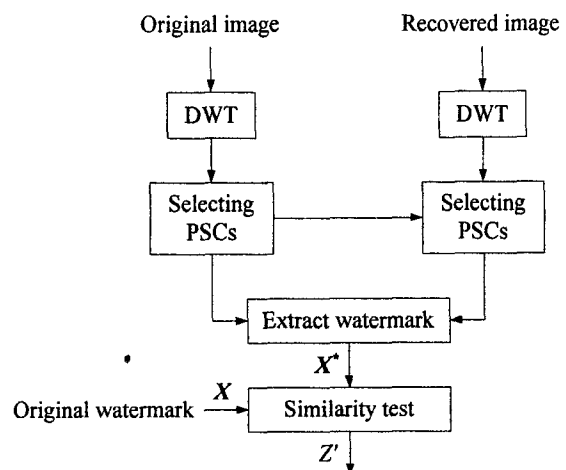 Original image
Recovered image
DWT
DWT
Selecting
PSCs
Selecting
PSCs
Extract watermark
X*
Original watermark
X
Similarity test
Z'